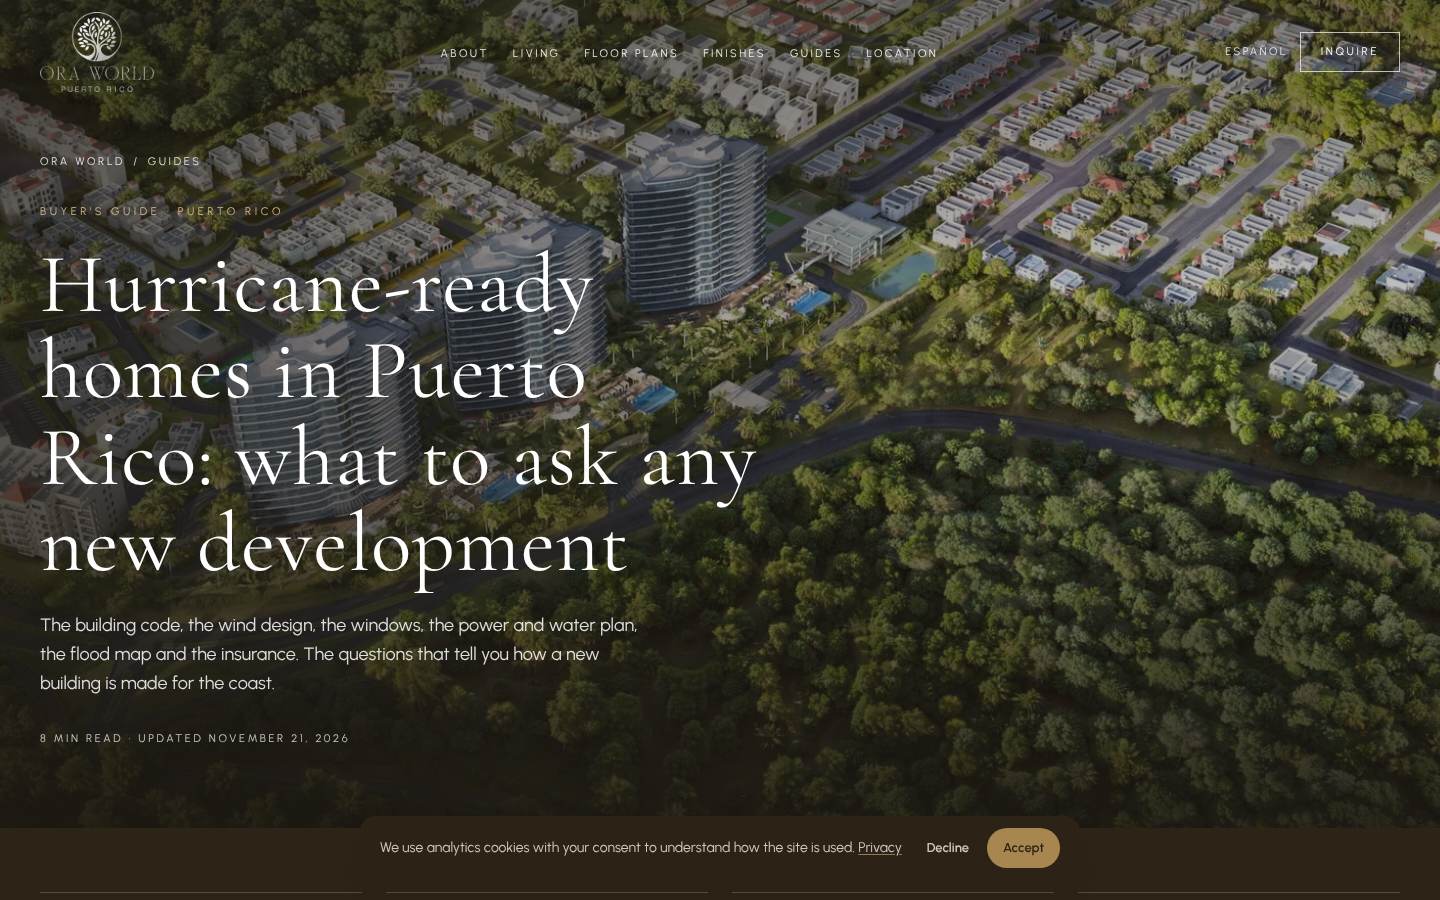 ORA WORLD
PUERTO RICO
ABOUT LIVING FLOOR PLANS FINISHES GUIDES LOCATION
ESPAÑOL INQUIRE
ORA WORLD / GUIDES
BUYER'S GUIDE · PUERTO RICO
Hurricane-ready
homes in Puerto
Rico: what to ask any
new development
The building code, the wind design, the windows, the power and water plan,
the flood map and the insurance. The questions that tell you how a new
building is made for the coast.
8 MIN READ · UPDATED NOVEMBER 21, 2026
We use analytics cookies with your consent to understand how the site is used. Privacy Decline Accept